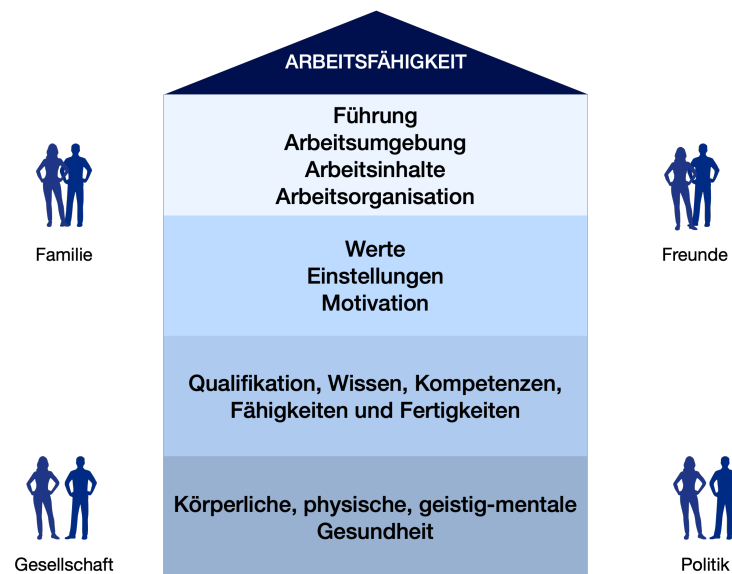 ARBEITSFÄHIGKEIT
Führung
Arbeitsumgebung
Arbeitsinhalte
Arbeitsorganisation
Familie
Freunde
Werte
Einstellungen
Motivation
Qualifikation, Wissen, Kompetenzen,
Fähigkeiten und Fertigkeiten
Körperliche, physische, geistig-mentale
Gesundheit
Gesellschaft
Politik